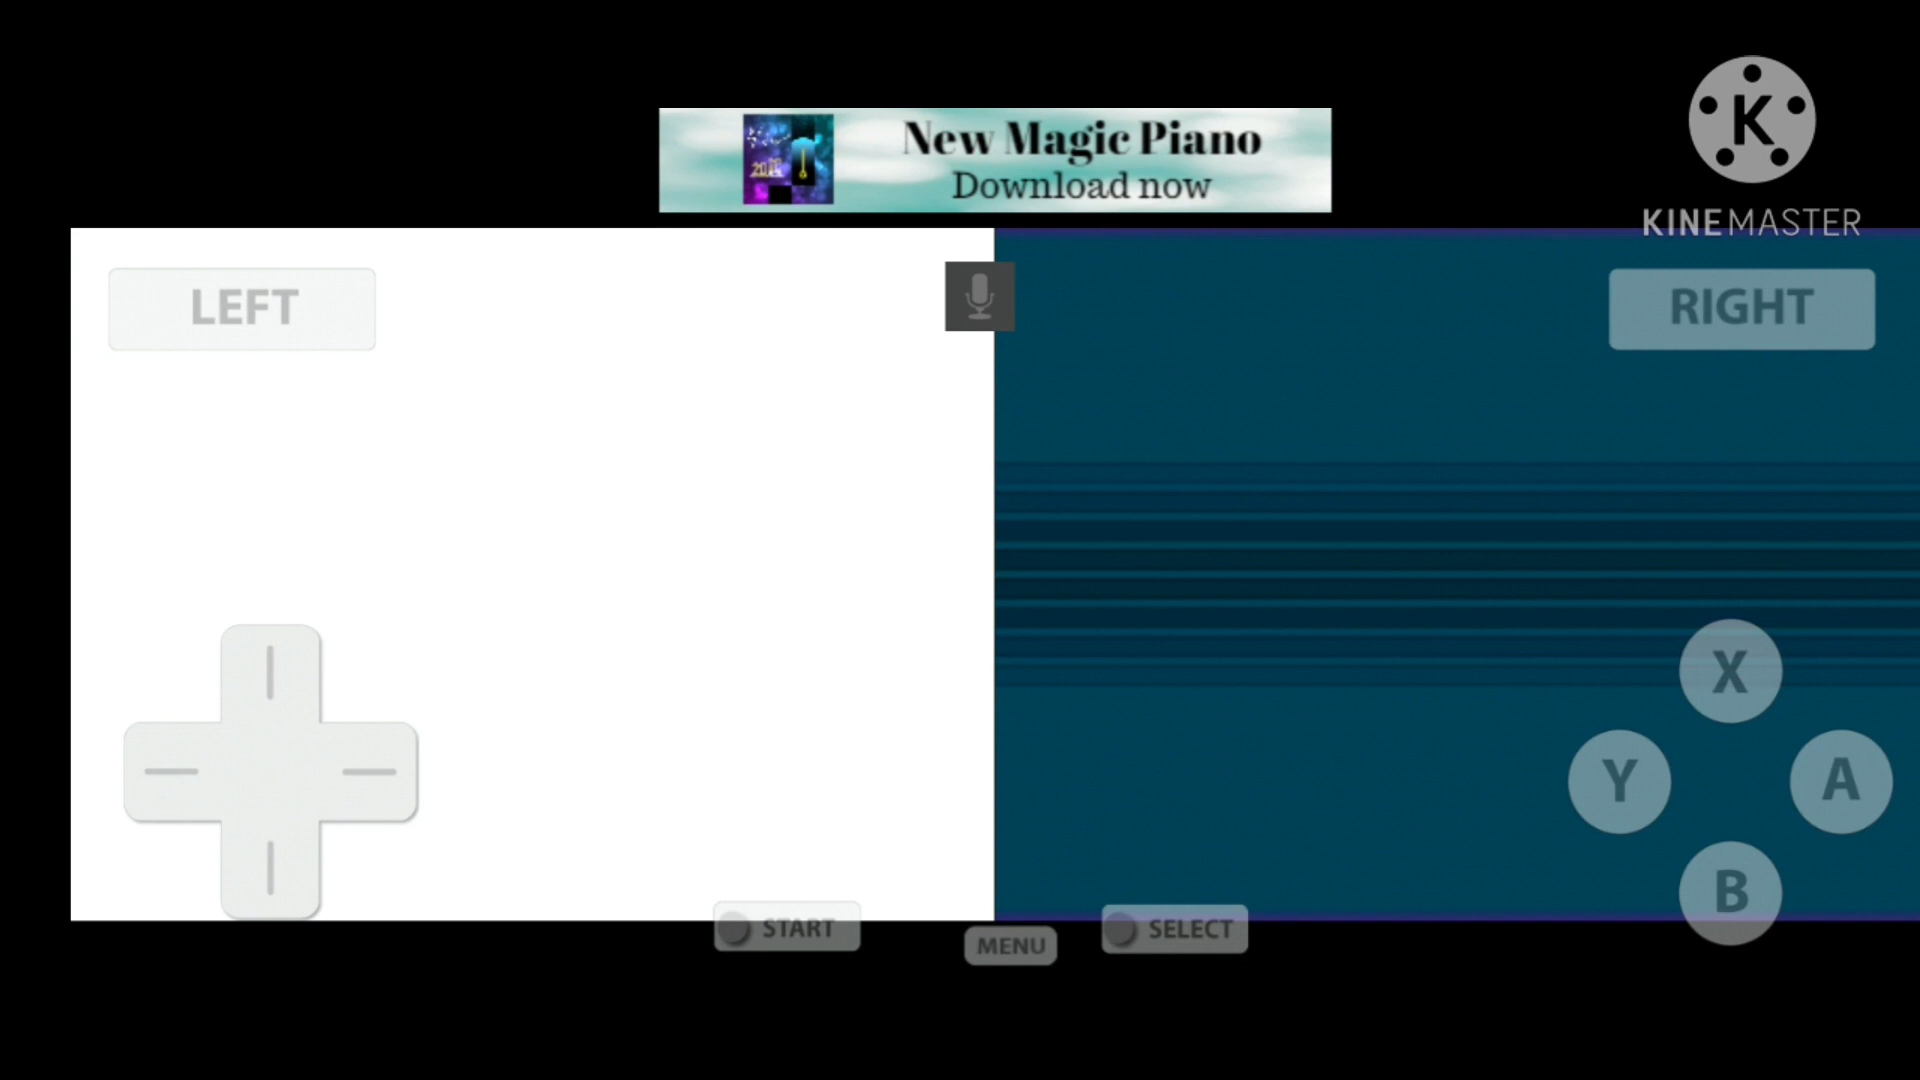 K
KINEMASTER
New Magic Piano
Download now
LEFT
RIGHT
X
Y
A
B
START
SELECT
MENU